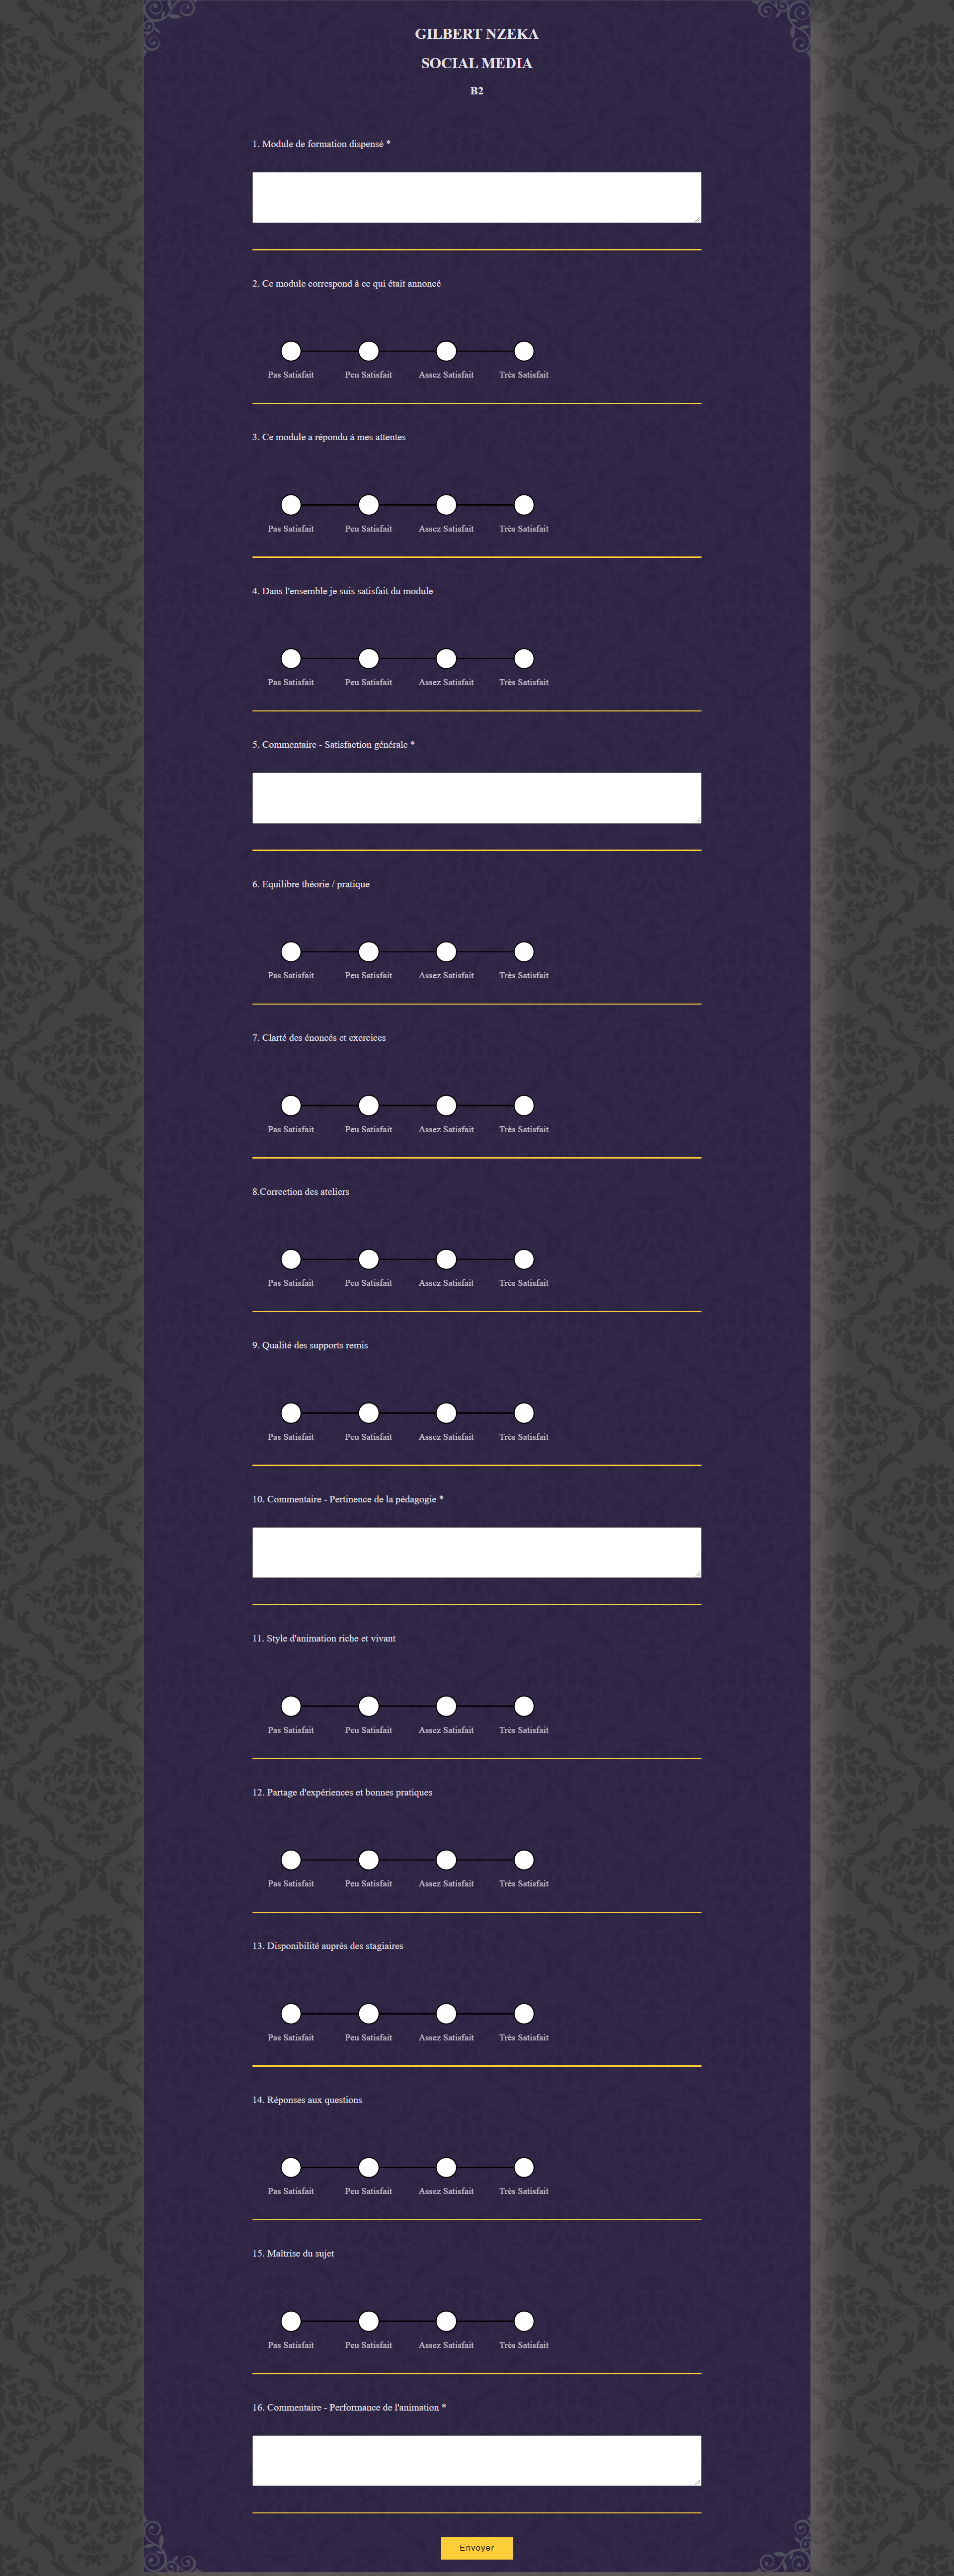 GILBERT NZEKA
SOCIAL MEDIA
B2
1. Module de formation dispensé *
2. Ce module correspond à ce qui était annoncé
Pas Satisfait Peu Satisfait Assez Satisfait Très Satisfait
3. Ce module a répondu à mes attentes
Pas Satisfait Peu Satisfait Assez Satisfait Très Satisfait
4. Dans l'ensemble je suis satisfait du module
Pas Satisfait Peu Satisfait Assez Satisfait Très Satisfait
5. Commentaire - Satisfaction générale *
6. Equilibre théorie / pratique
Pas Satisfait Peu Satisfait Assez Satisfait Très Satisfait
7. Clarté des énoncés et exercices
Pas Satisfait Peu Satisfait Assez Satisfait Très Satisfait
8.Correction des ateliers
Pas Satisfait Peu Satisfait Assez Satisfait Très Satisfait
9. Qualité des supports remis
Pas Satisfait Peu Satisfait Assez Satisfait Très Satisfait
10. Commentaire - Pertinence de la pédagogie *
11. Style d'animation riche et vivant
Pas Satisfait Peu Satisfait Assez Satisfait Très Satisfait
12. Partage d'expériences et bonnes pratiques
Pas Satisfait Peu Satisfait Assez Satisfait Très Satisfait
13. Disponibilité auprès des stagiaires
Pas Satisfait Peu Satisfait Assez Satisfait Très Satisfait
14. Réponses aux questions
Pas Satisfait Peu Satisfait Assez Satisfait Très Satisfait
15. Maîtrise du sujet
Pas Satisfait Peu Satisfait Assez Satisfait Très Satisfait
16. Commentaire - Performance de l'animation *
Envoyer